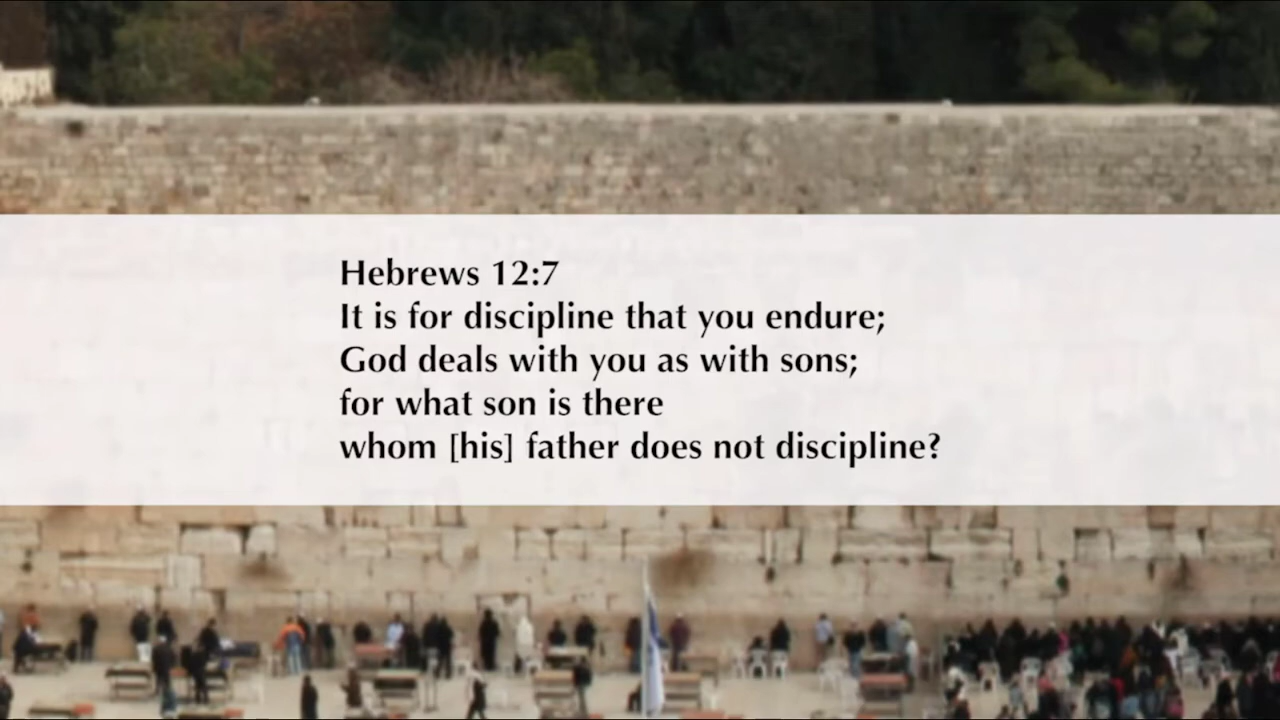 Hebrews 12:7
It is for discipline that you endure;
God deals with you as with sons;
for what son is there
whom [his] father does not discipline?